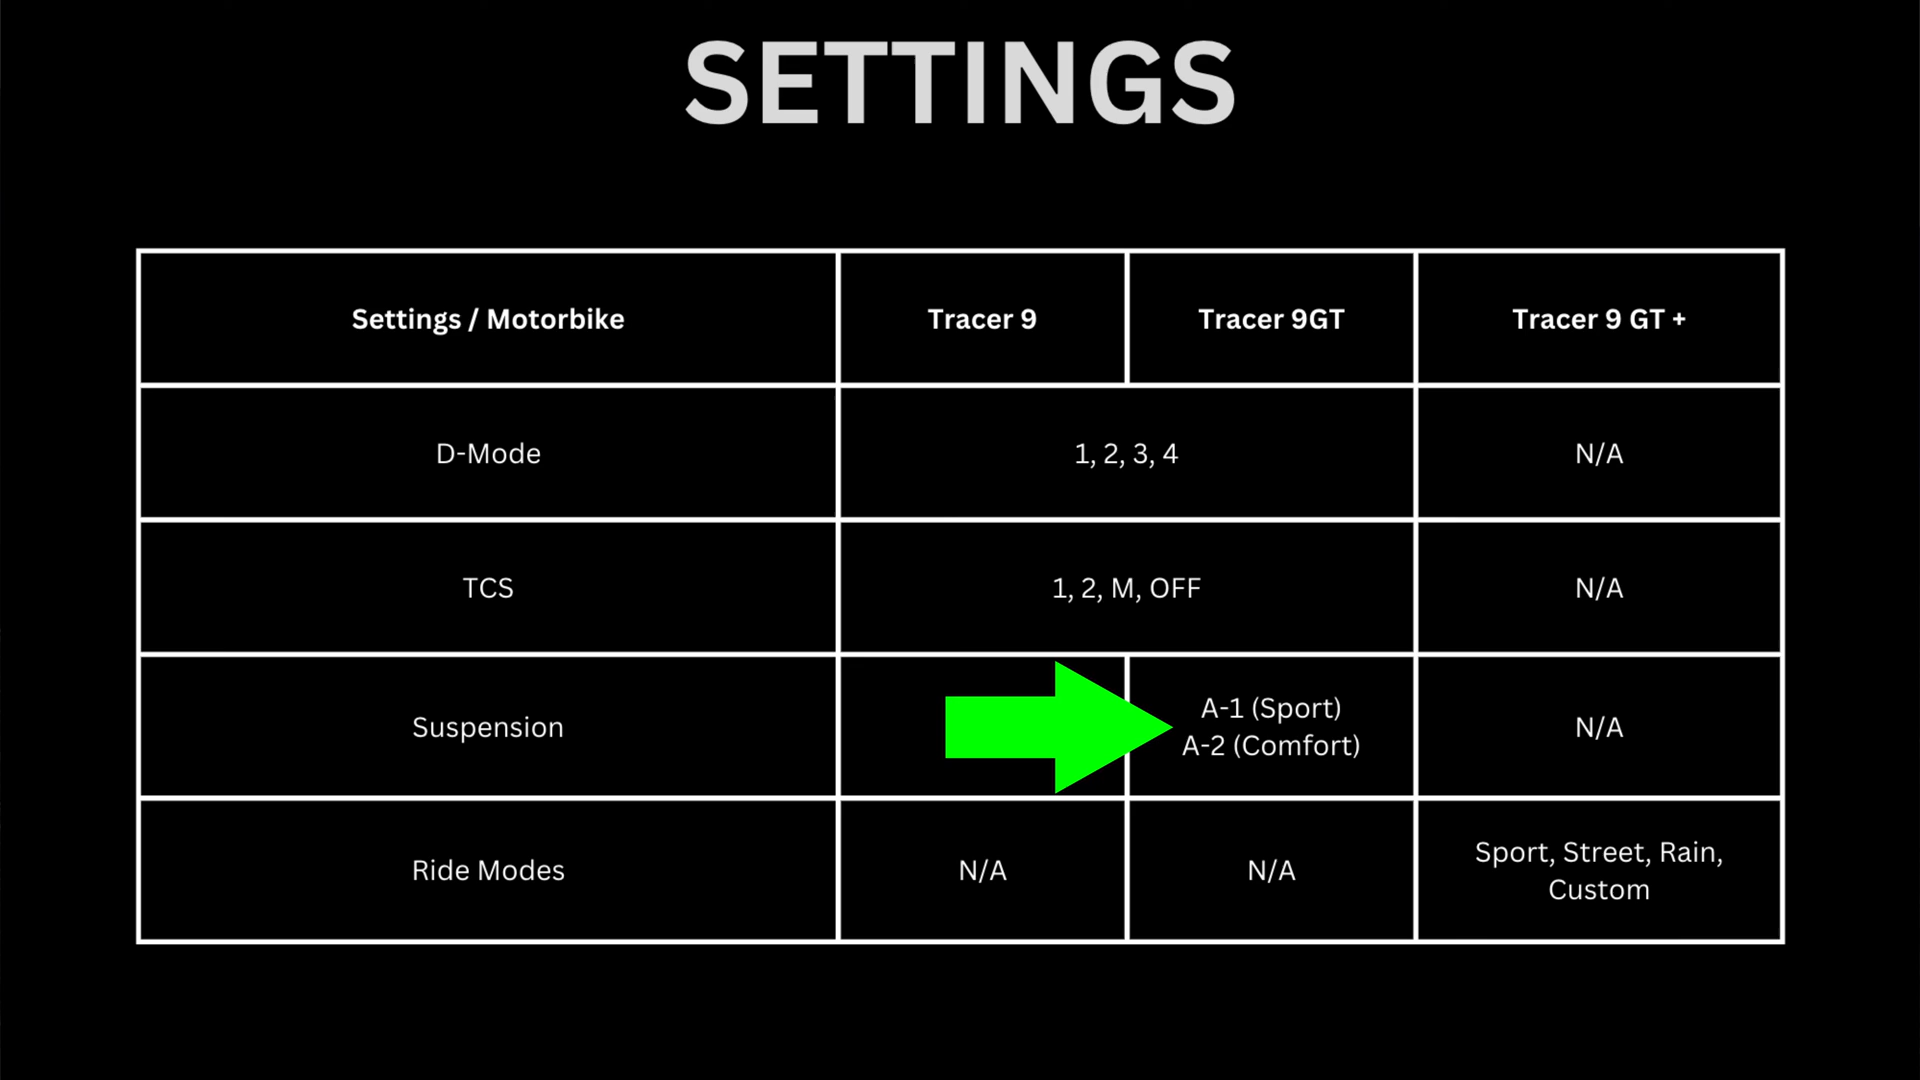 SETTINGS
Settings / Motorbike
Tracer 9
Tracer 9GT
Tracer 9 GT +
D-Mode
1, 2, 3, 4
N/A
TCS
1, 2, M, OFF
N/A
Suspension
A-1 (Sport)
A-2 (Comfort)
N/A
Ride Modes
N/A
N/A
Sport, Street, Rain,
Custom